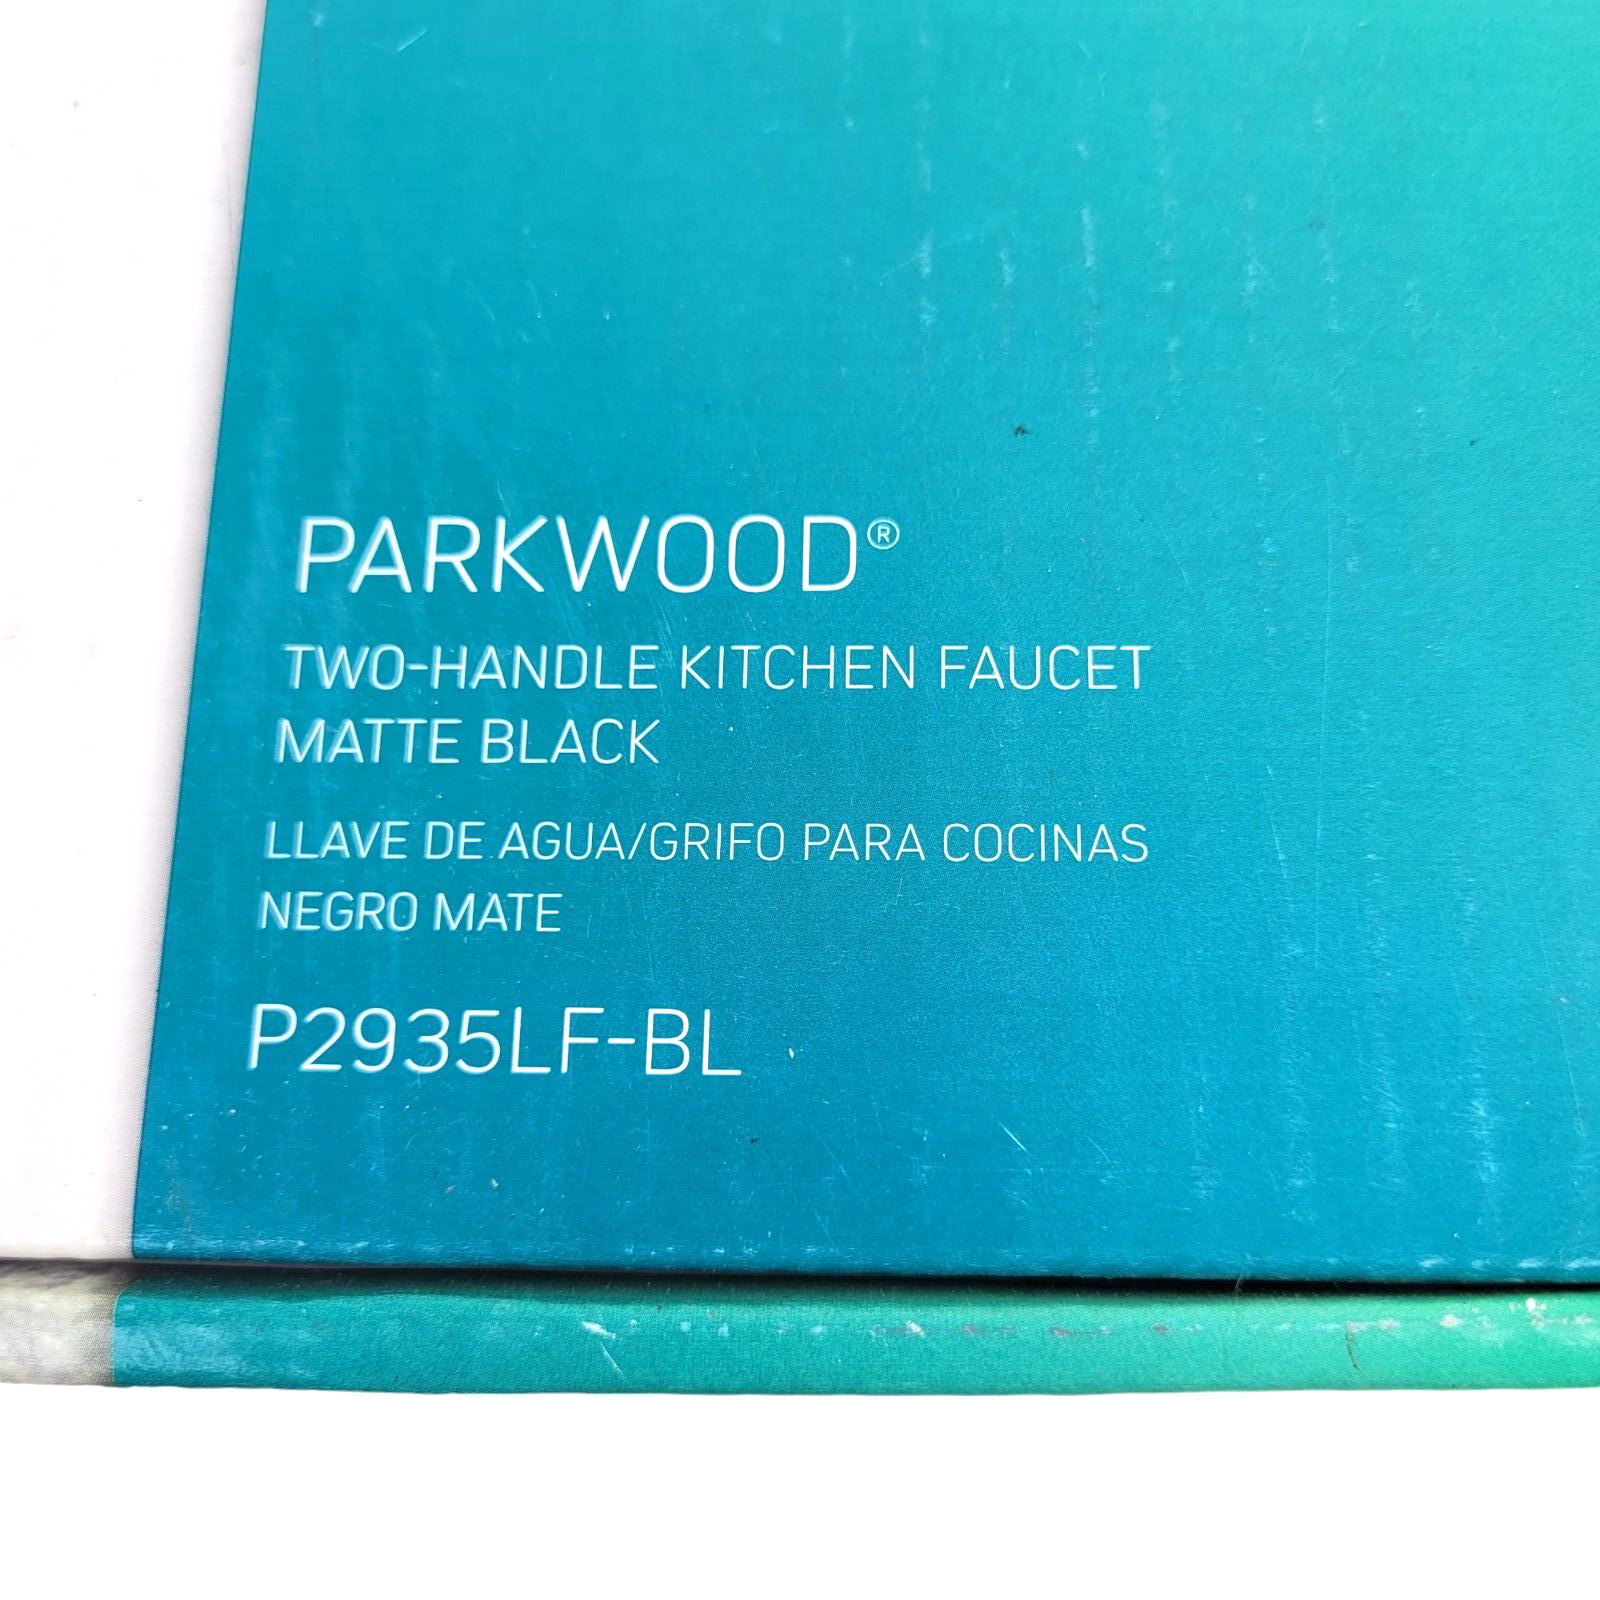 PARKWOOD®
TWO-HANDLE KITCHEN FAUCET
MATTE BLACK
LLAVE DE AGUA/GRIFO PARA COCINAS
NEGRO MATE
P2935LF-BL